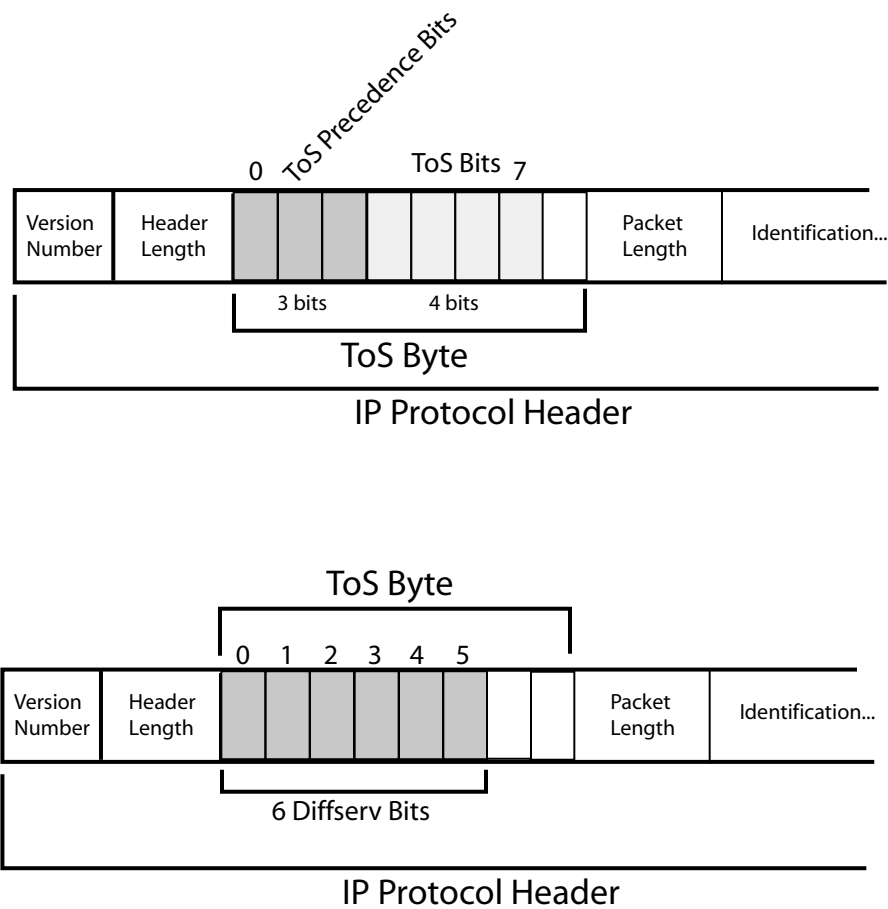 ToS Precedence Bits
0 ToS Bits 7
Version Number
Header Length
Packet Length
Identification...
3 bits 4 bits
ToS Byte
IP Protocol Header
ToS Byte
0 1 2 3 4 5
Version Number
Header Length
Packet Length
Identification...
6 Diffserv Bits
IP Protocol Header